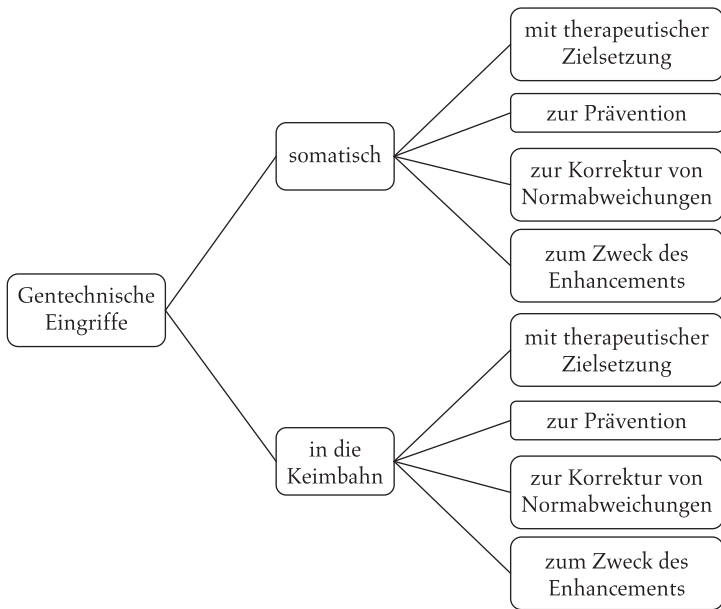 Gentechnische
Eingriffe
somatisch
mit therapeutischer
Zielsetzung
zur Prävention
zur Korrektur von
Normabweichungen
zum Zweck des
Enhancements
in die
Keimbahn
mit therapeutischer
Zielsetzung
zur Prävention
zur Korrektur von
Normabweichungen
zum Zweck des
Enhancements